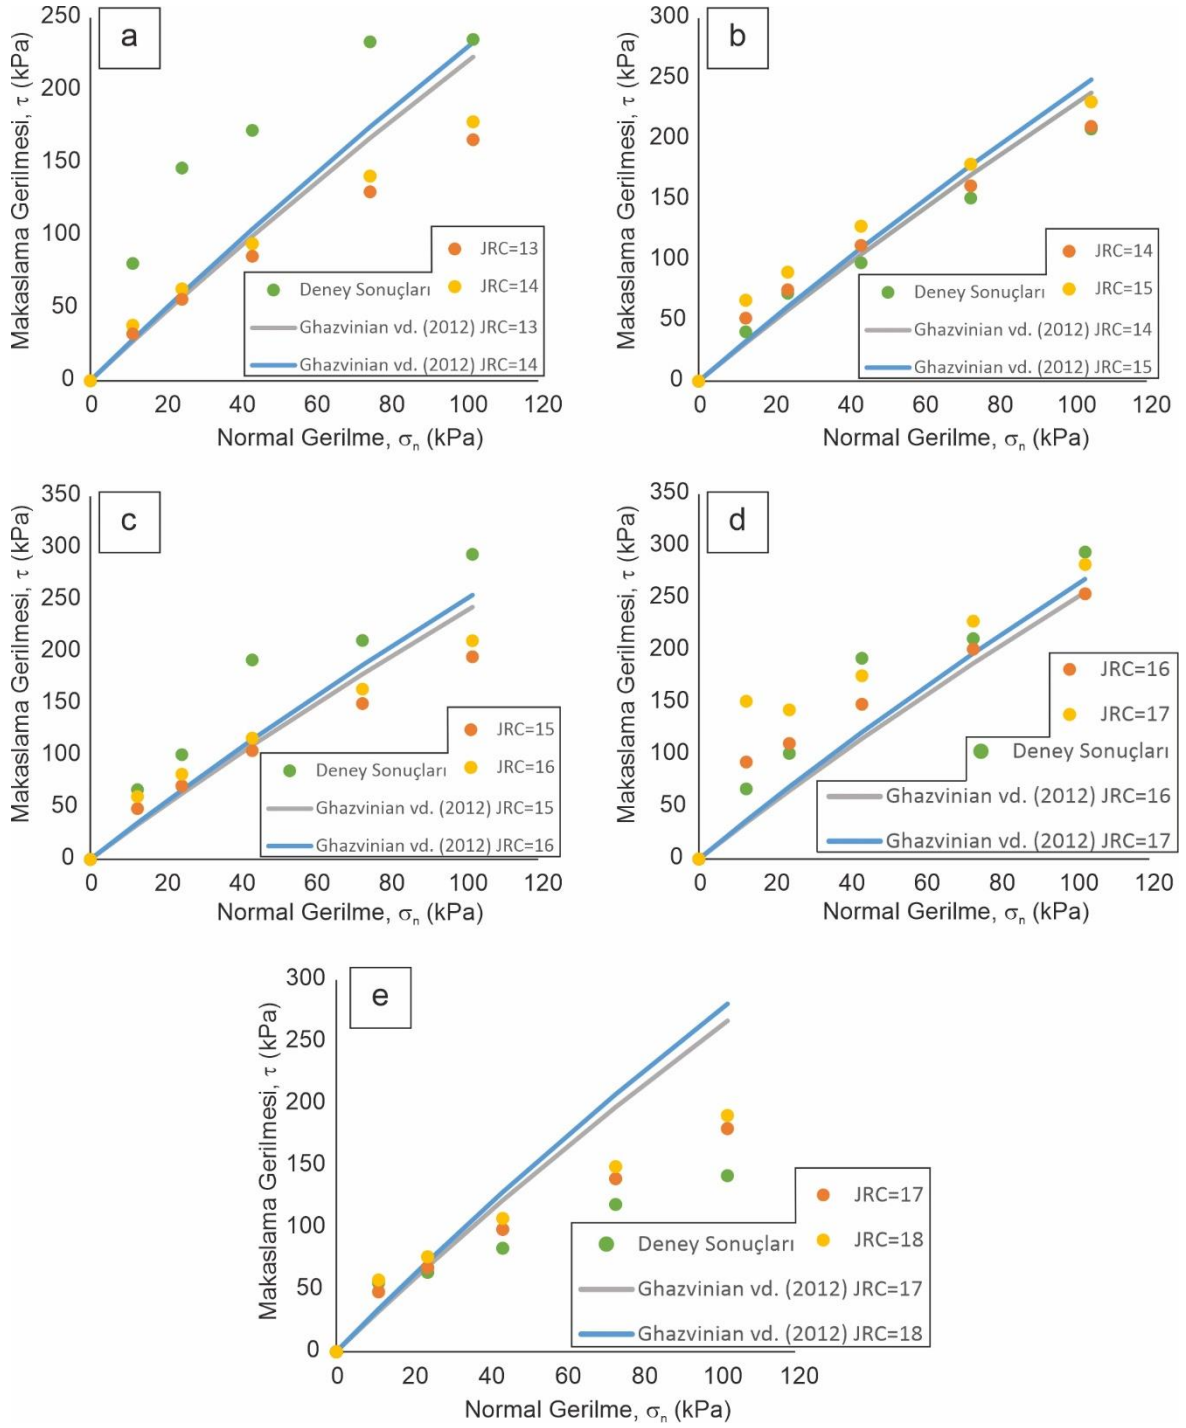 a
250
200
150
100
50
0
0 20 40 60 80 100 120
Makaslama Gerilmesi, τ (kPa)
Normal Gerilme, σn (kPa)
JRC=13
JRC=14
Deney Sonuçları
Ghazvinian vd. (2012) JRC=13
Ghazvinian vd. (2012) JRC=14
b
300
250
200
150
100
50
0
0 20 40 60 80 100 120
Makaslama Gerilmesi, τ (kPa)
Normal Gerilme, σn (kPa)
JRC=14
JRC=15
Deney Sonuçları
Ghazvinian vd. (2012) JRC=14
Ghazvinian vd. (2012) JRC=15
c
350
300
250
200
150
100
50
0
0 20 40 60 80 100 120
Makaslama Gerilmesi, τ (kPa)
Normal Gerilme, σn (kPa)
JRC=15
JRC=16
Deney Sonuçları
Ghazvinian vd. (2012) JRC=15
Ghazvinian vd. (2012) JRC=16
d
350
300
250
200
150
100
50
0
0 20 40 60 80 100 120
Makaslama Gerilmesi, τ (kPa)
Normal Gerilme, σn (kPa)
JRC=16
JRC=17
Deney Sonuçları
Ghazvinian vd. (2012) JRC=16
Ghazvinian vd. (2012) JRC=17
e
300
250
200
150
100
50
0
0 20 40 60 80 100 120
Makaslama Gerilmesi, τ (kPa)
Normal Gerilme, σn (kPa)
JRC=17
JRC=18
Deney Sonuçları
Ghazvinian vd. (2012) JRC=17
Ghazvinian vd. (2012) JRC=18